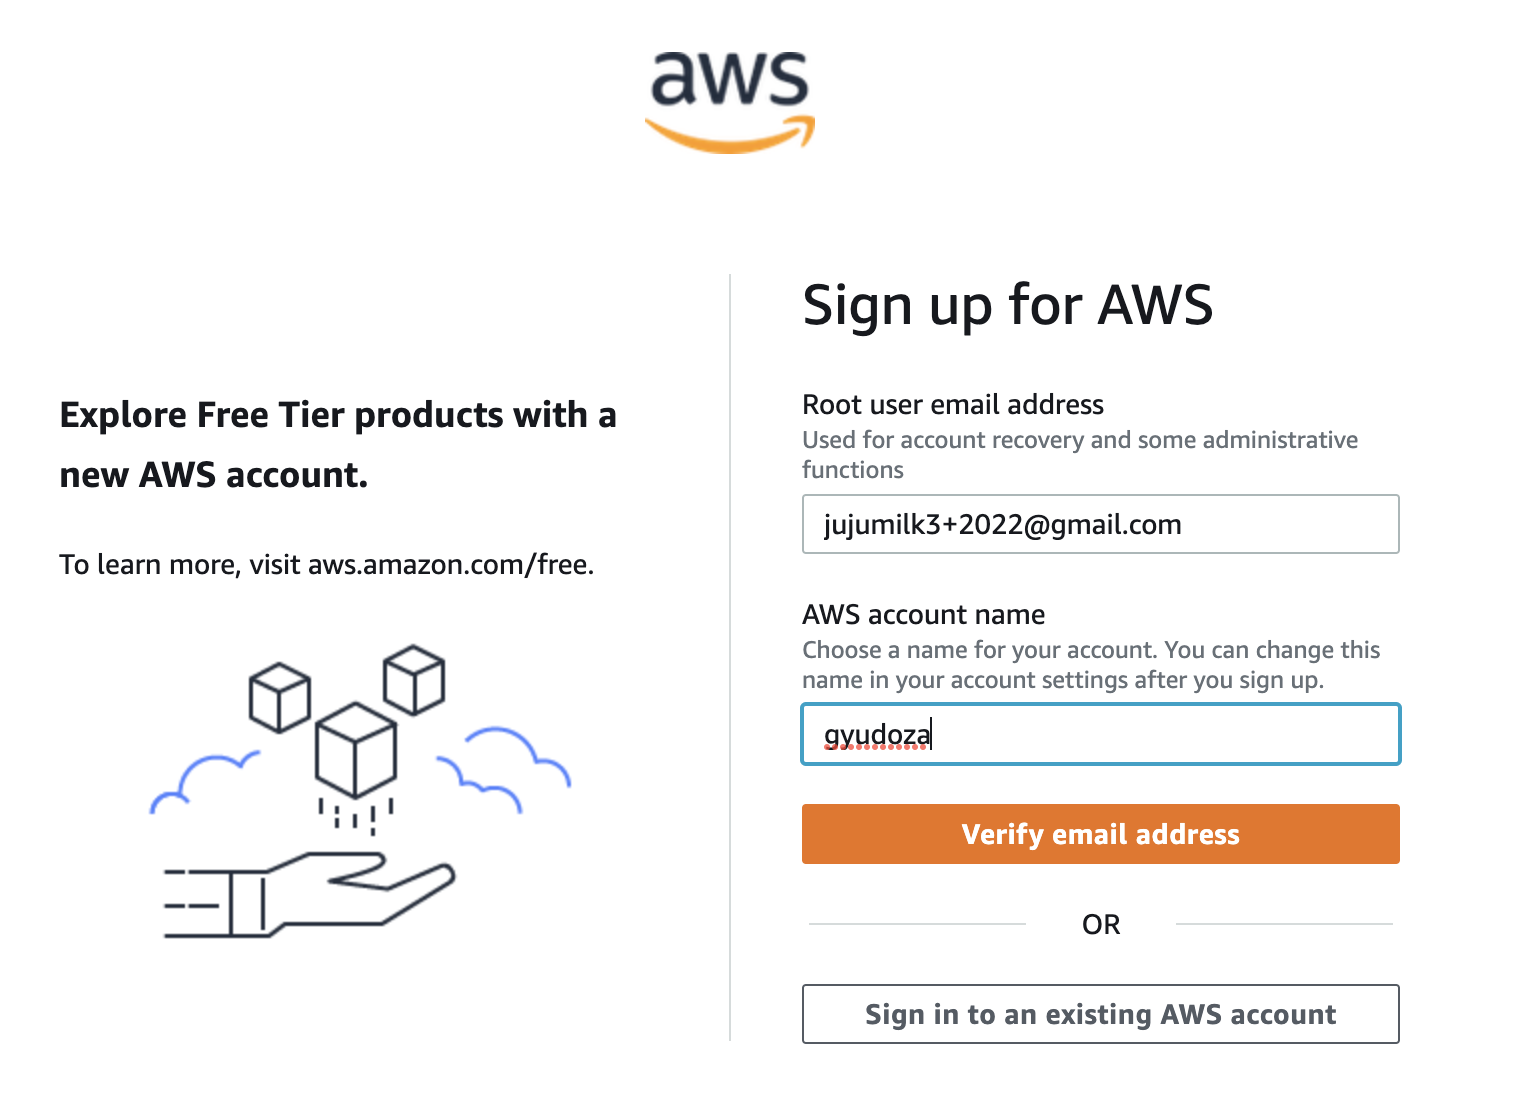 aws
Explore Free Tier products with a
new AWS account.
To learn more, visit aws.amazon.com/free.
Sign up for AWS
Root user email address
Used for account recovery and some administrative
functions
jujumilk3+2022@gmail.com
AWS account name
Choose a name for your account. You can change this
name in your account settings after you sign up.
gyudoza
Verify email address
OR
Sign in to an existing AWS account